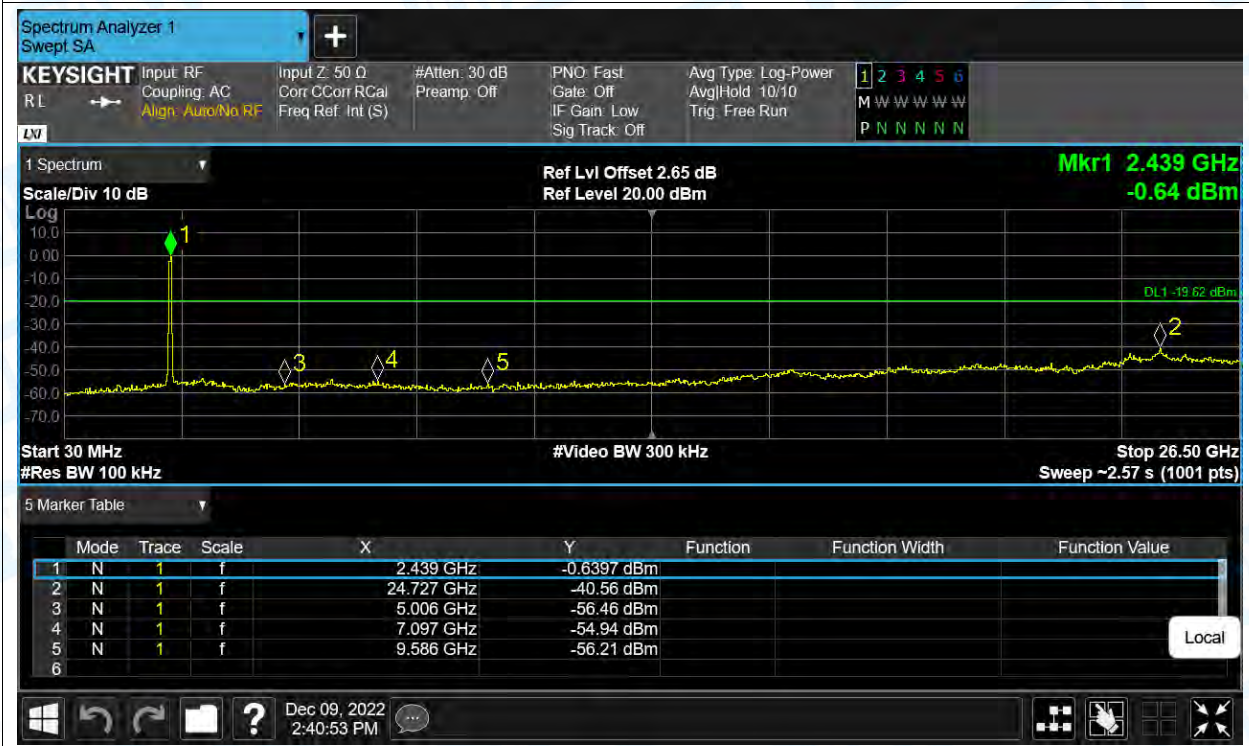 Spectrum Analyzer 1
Swept SA
+
KEYSIGHT
RL
LXI
Input: RF
Coupling: AC
Align: Auto/No RF
Input Z: 50 Ω
Corr CCorr RCal
Freq Ref: Int (S)
#Atten: 30 dB
Preamp: Off
PNO: Fast
Gate: Off
IF Gain: Low
Sig Track: Off
Avg Type: Log-Power
Avg|Hold: 10/10
Trig: Free Run
1 2 3 4 5 6
M W W W W W
P N N N N N
1 Spectrum
Scale/Div 10 dB
Ref Lvl Offset 2.65 dB
Ref Level 20.00 dBm
Mkr1 2.439 GHz
-0.64 dBm
Log
10.0
0.00
-10.0
-20.0
-30.0
-40.0
-50.0
-60.0
-70.0
1
DL1 -19.62 dBm
2
3
4
5
Start 30 MHz
#Res BW 100 kHz
#Video BW 300 kHz
Stop 26.50 GHz
Sweep ~2.57 s (1001 pts)
5 Marker Table
Mode Trace Scale X Y Function Function Width Function Value
1 N 1 f 2.439 GHz -0.6397 dBm
2 N 1 f 24.727 GHz -40.56 dBm
3 N 1 f 5.006 GHz -56.46 dBm
4 N 1 f 7.097 GHz -54.94 dBm
5 N 1 f 9.586 GHz -56.21 dBm
6
Local
?
Dec 09, 2022
2:40:53 PM